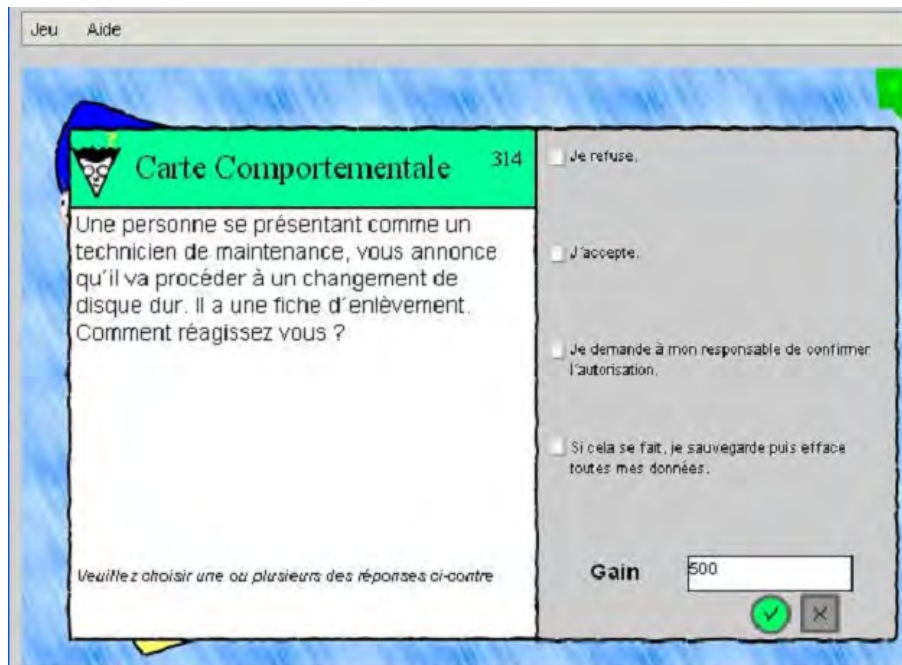 Jeu Aide
Carte Comportementale 314
Une personne se présentant comme un
technicien de maintenance, vous annonce
qu´il va procéder à un changement de
disque dur. Il a une fiche d´enlèvement.
Comment réagissez vous ?
Veuillez choisir une ou plusieurs des réponses ci-contre
Je refuse.
J´accepte.
Je demande à mon responsable de confirmer
l´autorisation.
Si cela se fait, je sauvegarde puis efface
toutes mes données.
Gain 500